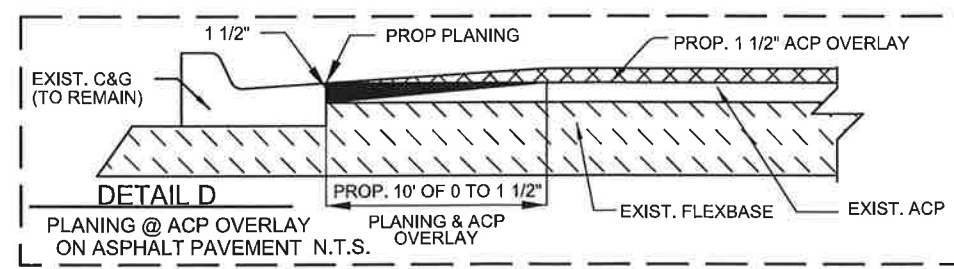 1 1/2"
PROP PLANING
PROP. 1 1/2" ACP OVERLAY
EXIST. C&G
(TO REMAIN)
DETAIL D
PLANING @ ACP OVERLAY
ON ASPHALT PAVEMENT N.T.S.
PROP. 10' OF 0 TO 1 1/2"
PLANING & ACP
OVERLAY
EXIST. FLEXBASE
EXIST. ACP